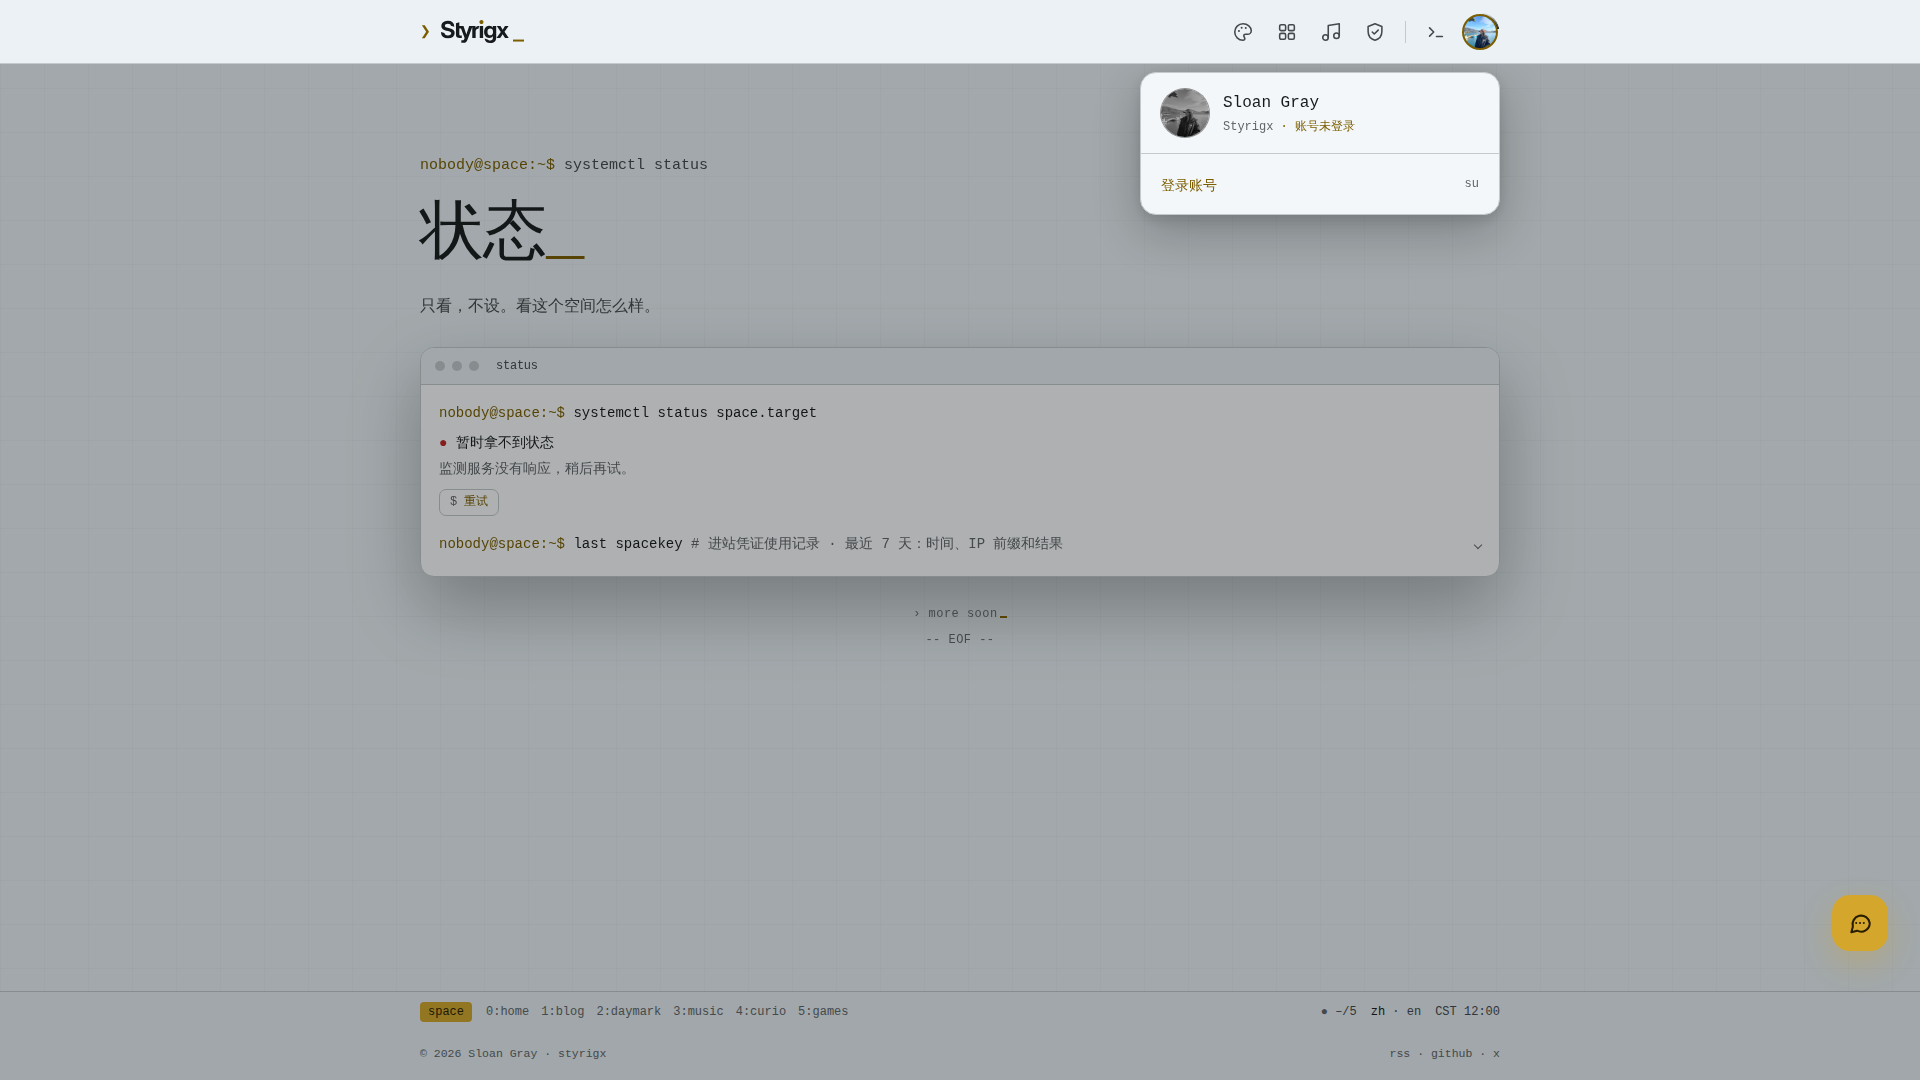 ❯ Styrigx _
Sloan Gray
Styrigx · 账号未登录
登录账号 su
nobody@space:~$ systemctl status
状态_
只看，不设。看这个空间怎么样。
status
nobody@space:~$ systemctl status space.target
● 暂时拿不到状态
监测服务没有响应，稍后再试。
$ 重试
nobody@space:~$ last spacekey # 进站凭证使用记录 · 最近 7 天：时间、IP 前缀和结果
› more soon_
-- EOF --
space 0:home 1:blog 2:daymark 3:music 4:curio 5:games
● –/5 zh · en CST 12:00
© 2026 Sloan Gray · styrigx
rss · github · x